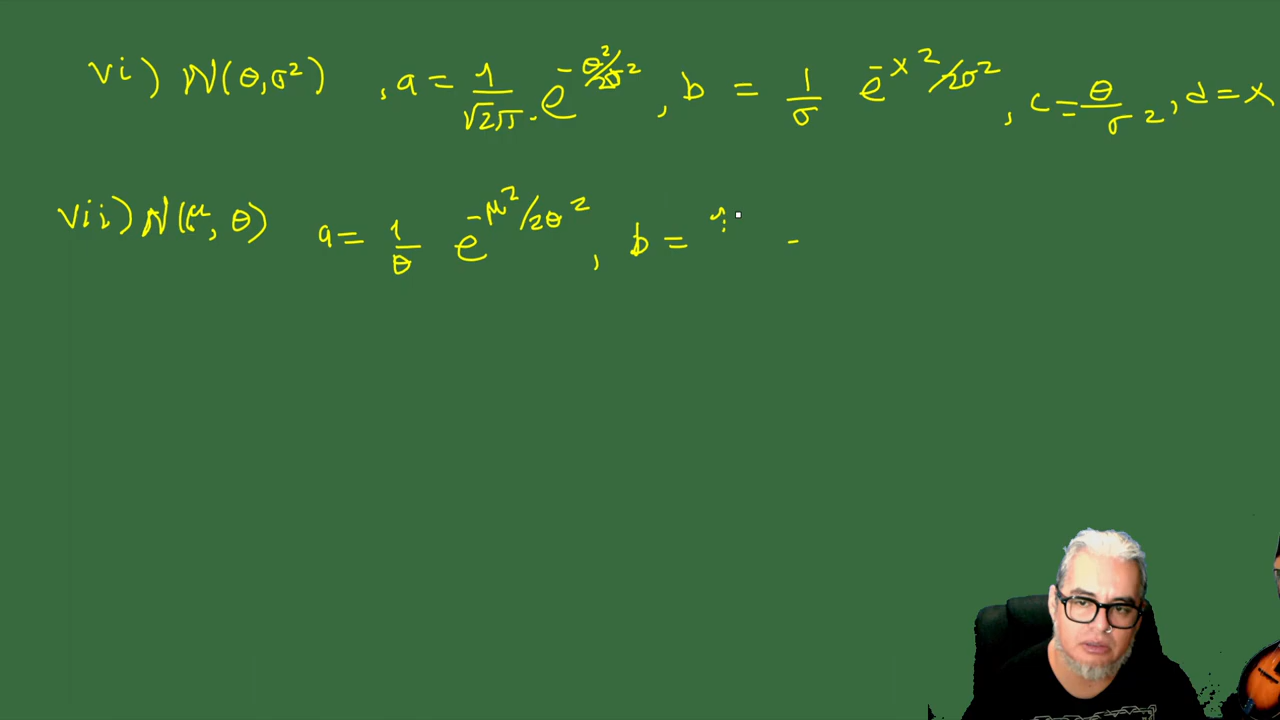 vi) N(θ,σ²) , a = 1/√2π . e^(-θ²/2σ²) , b = 1/σ e^(-x²/2σ²) , c = θ/σ² , d = x
vii) N(μ, θ) a = 1/θ e^(-μ²/2θ²) , b =